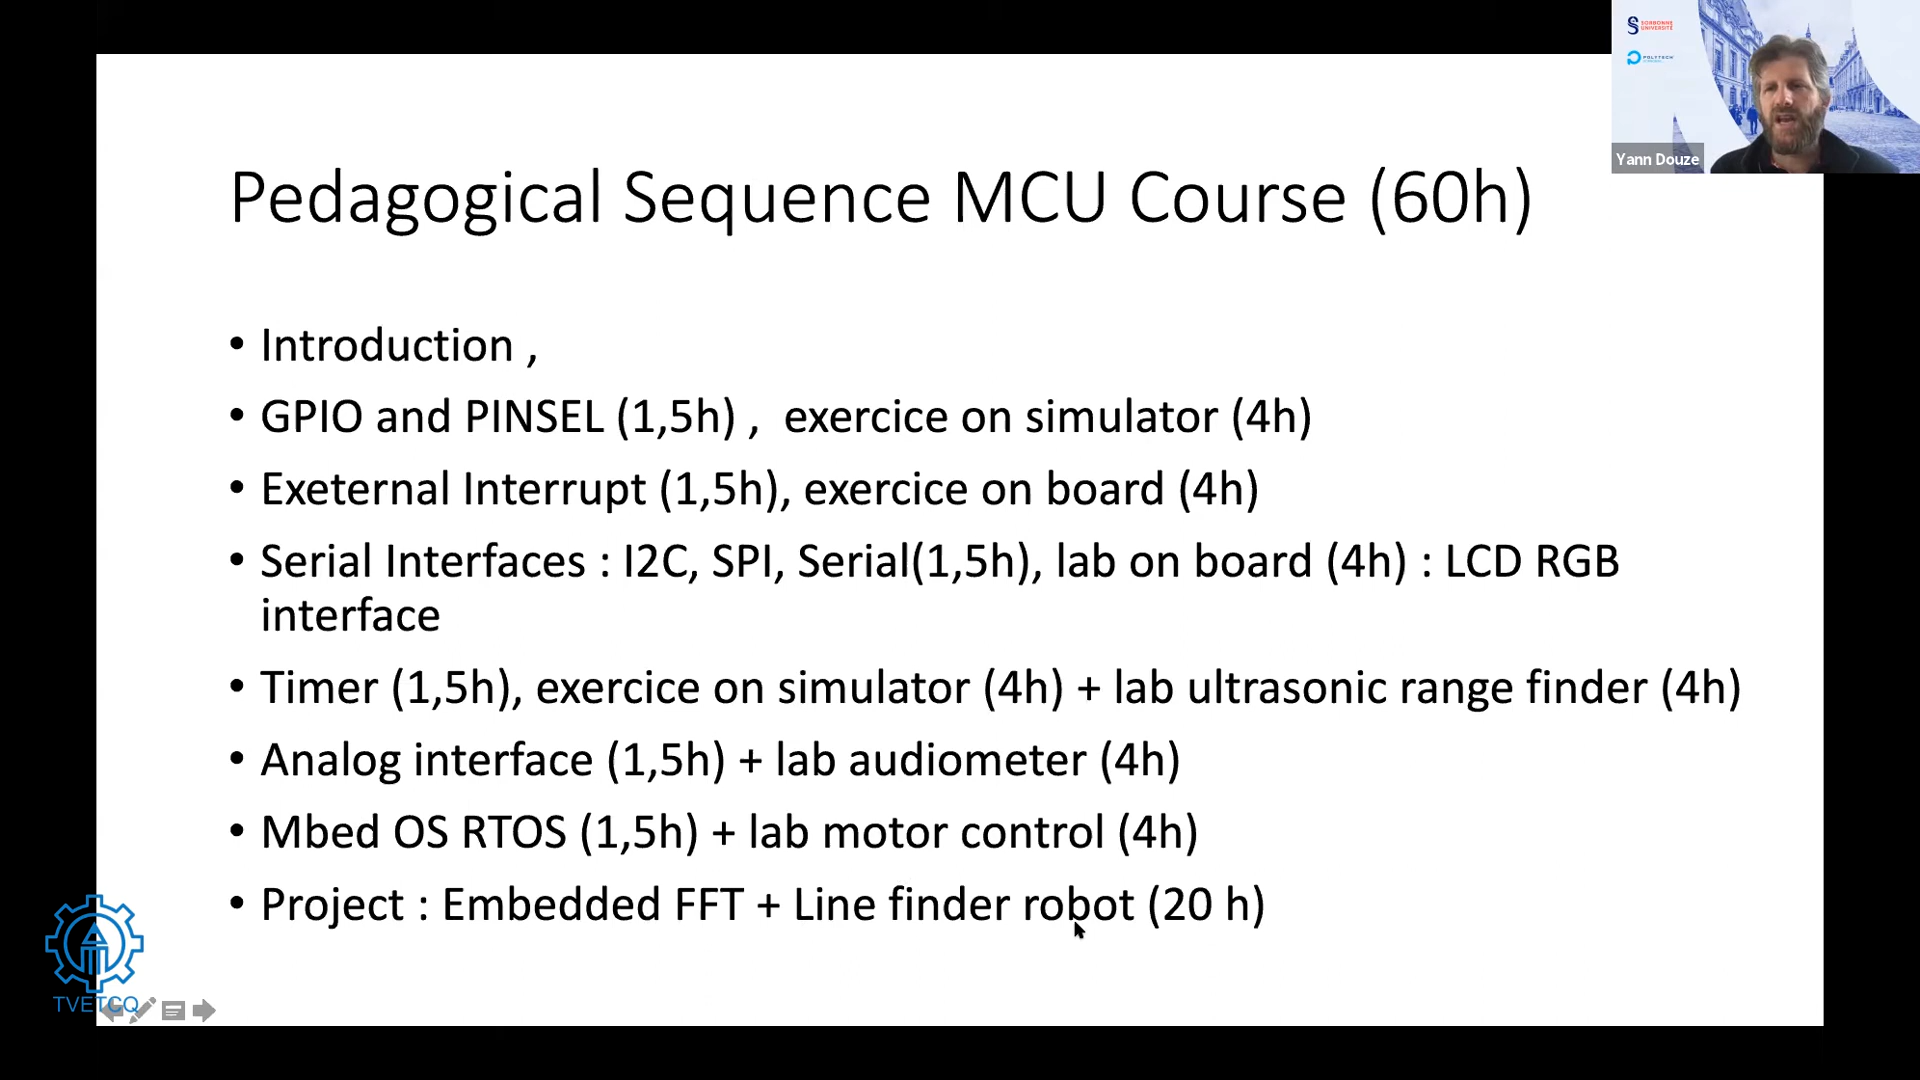 SORBONNE
UNIVERSITÉ
POLYTECH
Yann Douze
Pedagogical Sequence MCU Course (60h)
• Introduction ,
• GPIO and PINSEL (1,5h) ,  exercice on simulator (4h)
• Exeternal Interrupt (1,5h), exercice on board (4h)
• Serial Interfaces : I2C, SPI, Serial(1,5h), lab on board (4h) : LCD RGB
interface
• Timer (1,5h), exercice on simulator (4h) + lab ultrasonic range finder (4h)
• Analog interface (1,5h) + lab audiometer (4h)
• Mbed OS RTOS (1,5h) + lab motor control (4h)
• Project : Embedded FFT + Line finder robot (20 h)
TVETCQ